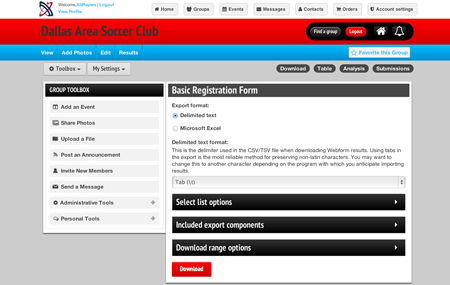 Welcome, AllPlayers | Logout
View Profile
Home
Groups
Events
Messages
Contacts
Orders
Account settings
Dallas Area Soccer Club
Find a group
Logout
View
Add Photos
Edit
Results
Favorite this Group
Toolbox
My Settings
Download
Table
Analysis
Submissions
GROUP TOOLBOX
Add an Event
Share Photos
Upload a File
Post an Announcement
Invite New Members
Send a Message
Administrative Tools
Personal Tools
Basic Registration Form
Export format:
Delimited text
Microsoft Excel
Delimited text format:
This is the delimiter used in the CSV/TSV file when downloading Webform results. Using tabs in
the export is the most reliable method for preserving non-latin characters. You may want to
change this to another character depending on the program with which you anticipate importing
results.
Tab (\t)
Select list options
Included export components
Download range options
Download